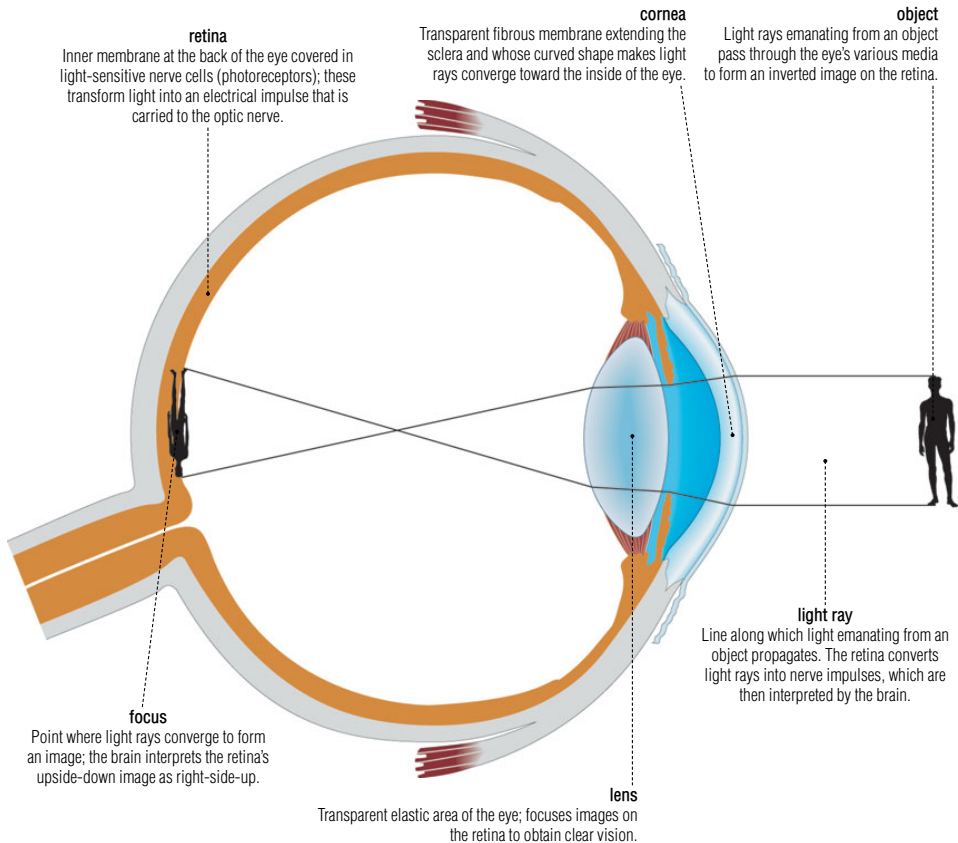 retina
Inner membrane at the back of the eye covered in
light-sensitive nerve cells (photoreceptors); these
transform light into an electrical impulse that is
carried to the optic nerve.
cornea
Transparent fibrous membrane extending the
sclera and whose curved shape makes light
rays converge toward the inside of the eye.
object
Light rays emanating from an object
pass through the eye’s various media
to form an inverted image on the retina.
light ray
Line along which light emanating from an
object propagates. The retina converts
light rays into nerve impulses, which are
then interpreted by the brain.
focus
Point where light rays converge to form
an image; the brain interprets the retina’s
upside-down image as right-side-up.
lens
Transparent elastic area of the eye; focuses images on
the retina to obtain clear vision.